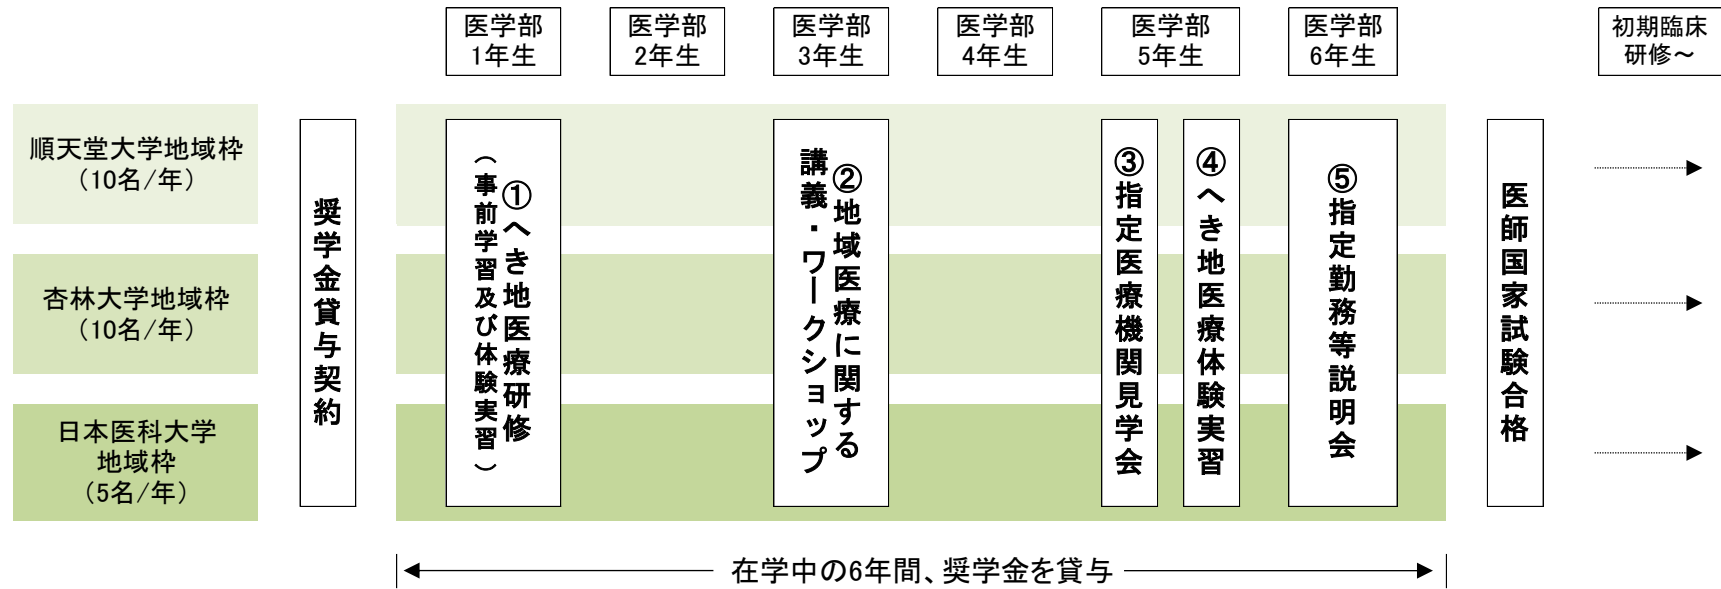 医学部
1年生
医学部
2年生
医学部
3年生
医学部
4年生
医学部
5年生
医学部
6年生
初期臨床
研修～
順天堂大学地域枠
（10名/年）
杏林大学地域枠
（10名/年）
日本医科大学
地域枠
（5名/年）
奨学金貸与契約
①へき地医療研修
（事前学習及び体験実習）
②地域医療に関する
講義・ワークショップ
③指定医療機関見学会
④へき地医療体験実習
⑤指定勤務等説明会
医師国家試験合格
在学中の6年間、奨学金を貸与